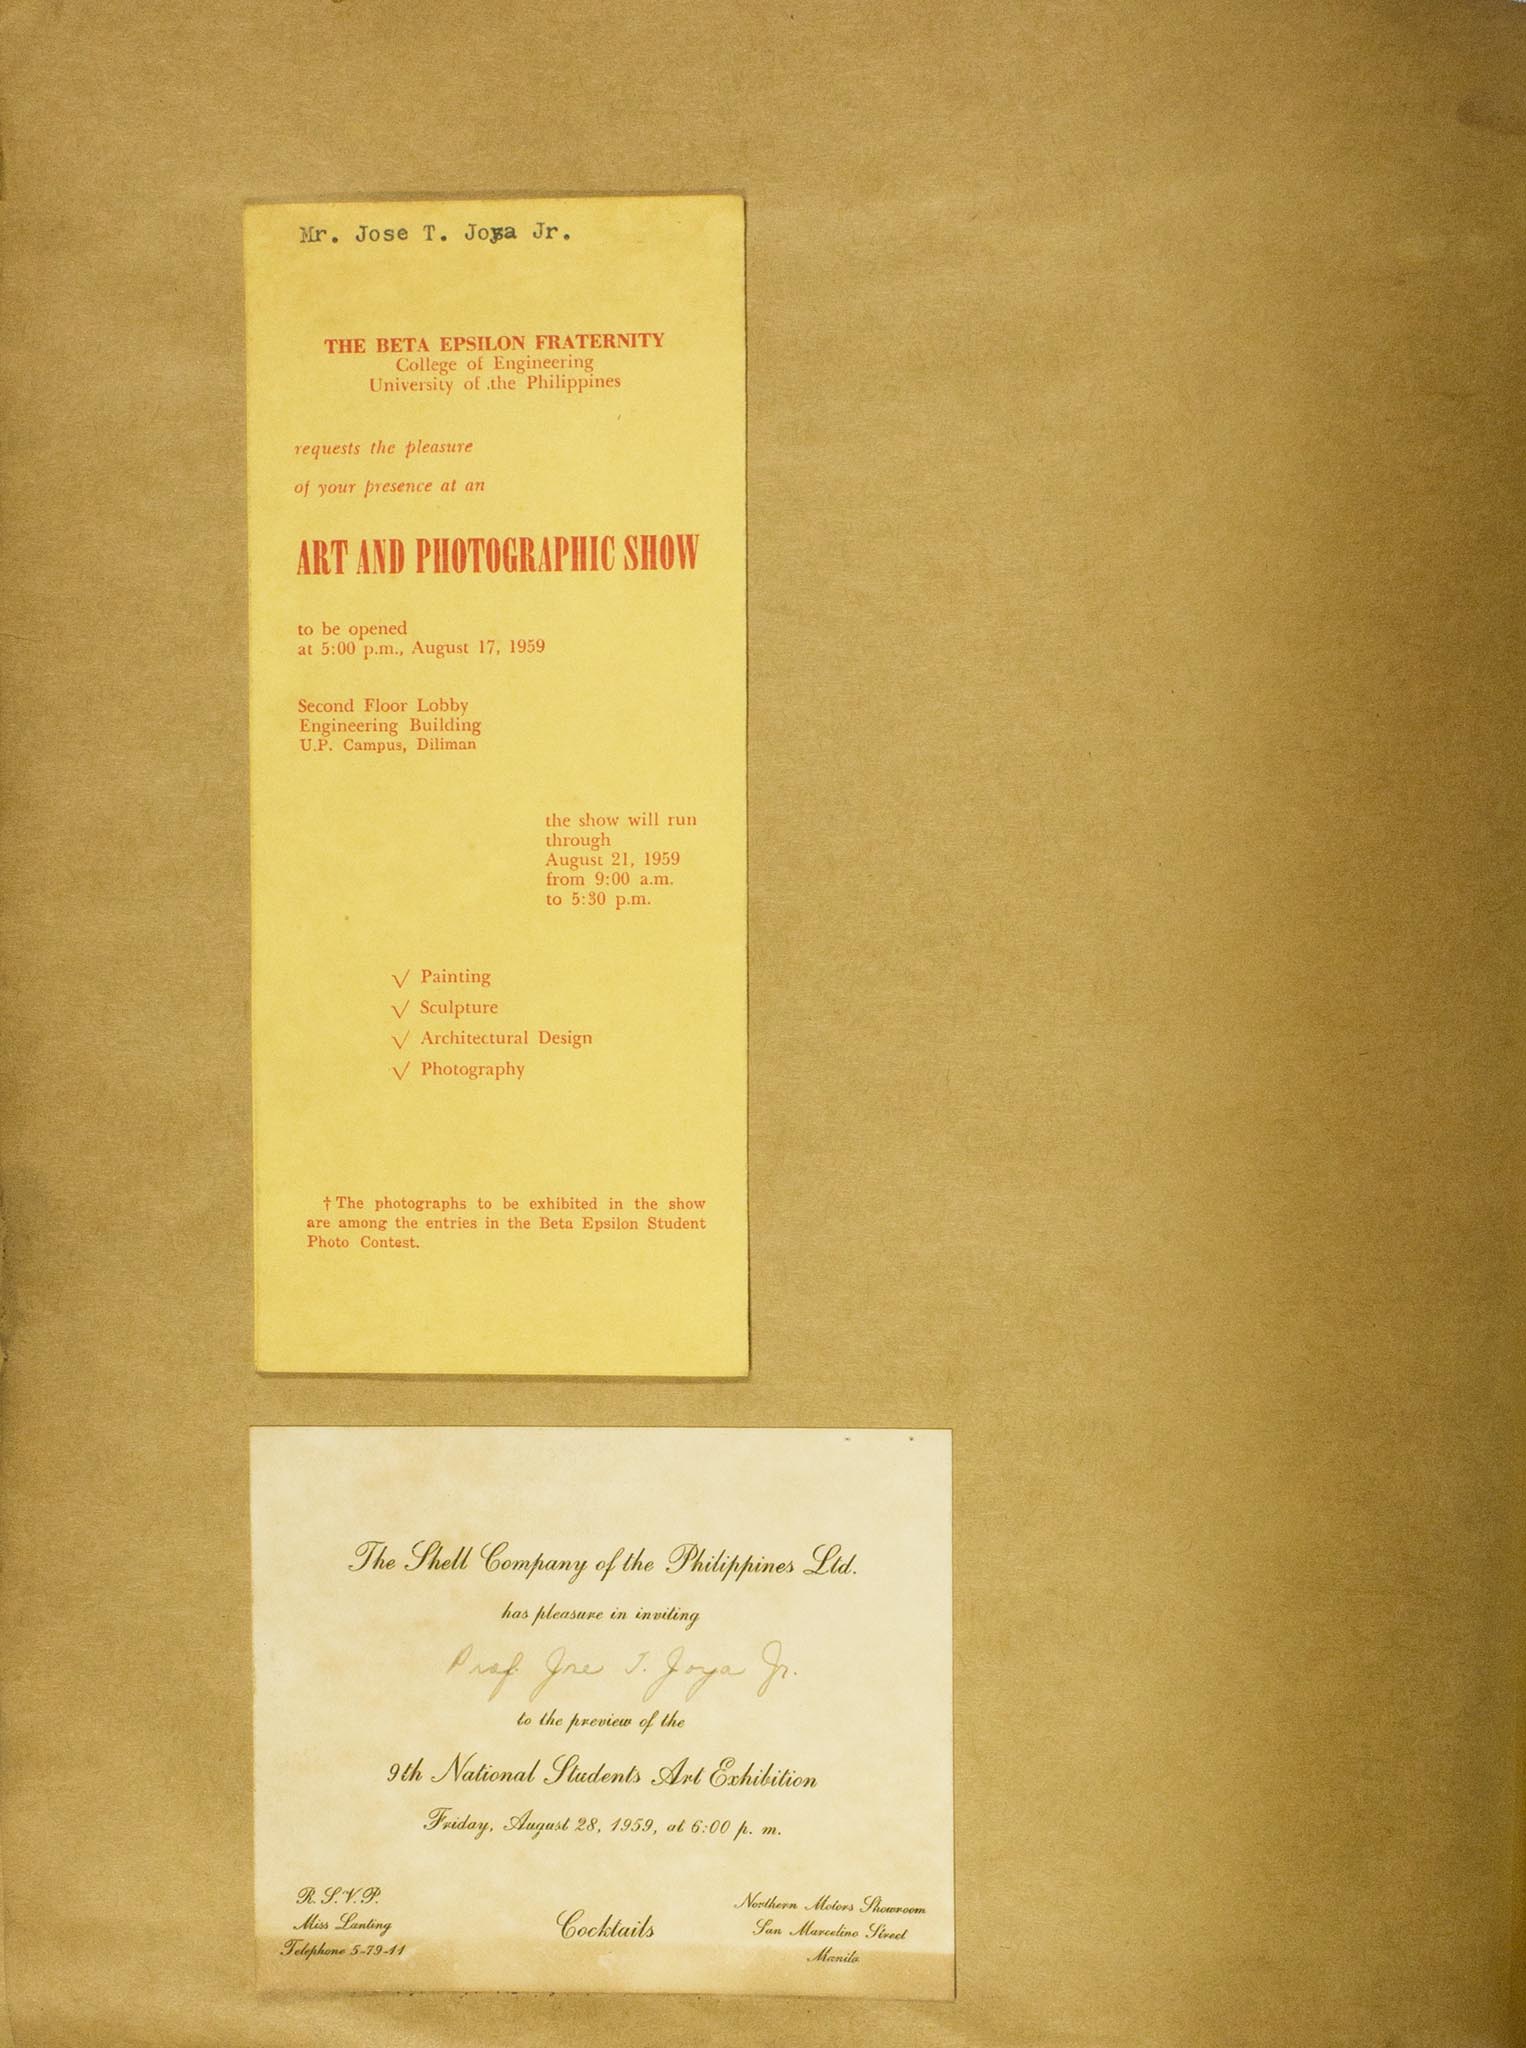 Mr. Jose T. Joya Jr.
THE BETA EPSILON FRATERNITY
College of Engineering
University of .the Philippines
requests the pleasure
of your presence at an
ART AND PHOTOGRAPHIC SHOW
to be opened
at 5:00 p.m., August 17, 1959
Second Floor Lobby
Engineering Building
U.P. Campus, Diliman
the show will run
through
August 21, 1959
from 9:00 a.m.
to 5:30 p.m.
√ Painting
√ Sculpture
√ Architectural Design
√ Photography
† The photographs to be exhibited in the show
are among the entries in the Beta Epsilon Student
Photo Contest.
The Shell Company of the Philippines Ltd.
has pleasure in inviting
Prof. Jose T. Joya Jr.
to the preview of the
9th National Students Art Exhibition
Friday, August 28, 1959, at 6:00 p. m.
R. S. V. P.
Miss Lanting
Telephone 5-79-11
Cocktails
Northern Motors Showroom
San Marcelino Street
Manila